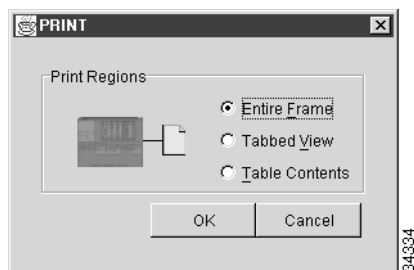 PRINT
Print Regions
Entire Frame
Tabbed View
Table Contents
OK
Cancel
34334